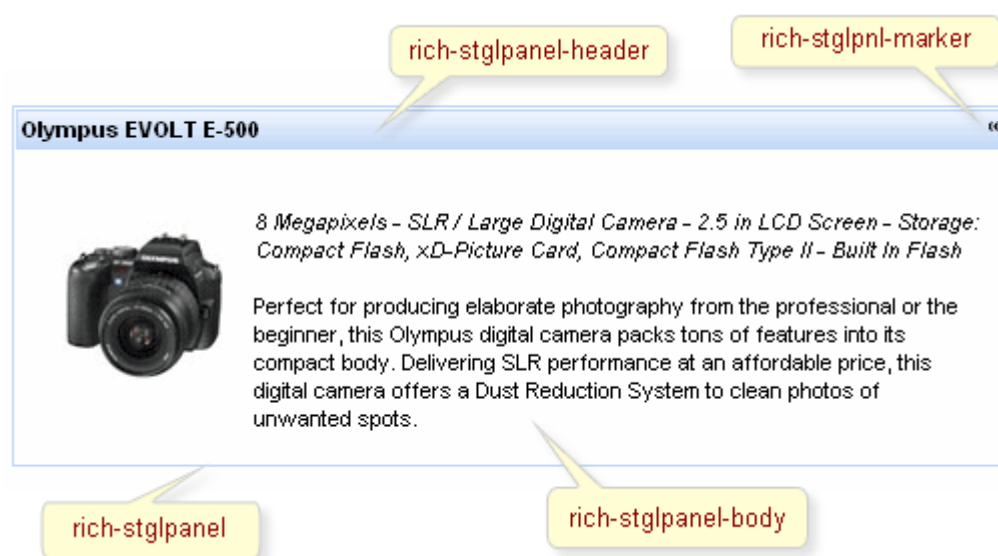 rich-stglpanel-header
rich-stglpnl-marker
Olympus EVOLT E-500
«
OLYMPUS
8 Megapixels - SLR / Large Digital Camera - 2.5 in LCD Screen - Storage:
Compact Flash, xD-Picture Card, Compact Flash Type II - Built In Flash
Perfect for producing elaborate photography from the professional or the
beginner, this Olympus digital camera packs tons of features into its
compact body. Delivering SLR performance at an affordable price, this
digital camera offers a Dust Reduction System to clean photos of
unwanted spots.
rich-stglpanel
rich-stglpanel-body